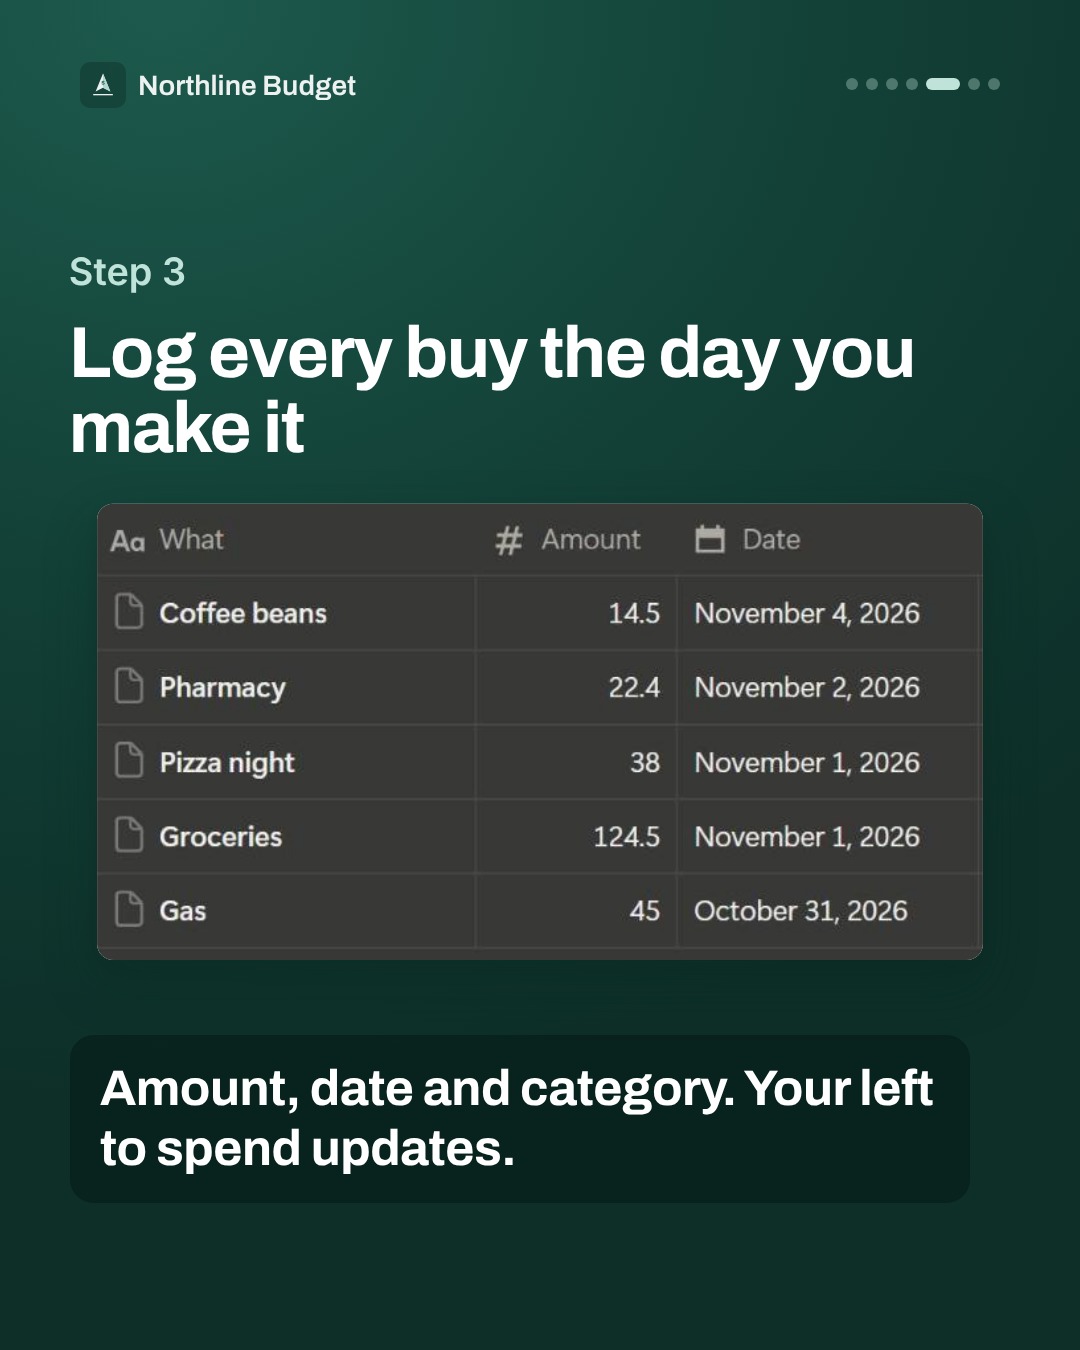 Northline Budget
Step 3
Log every buy the day you
make it
Aa What # Amount Date
Coffee beans 14.5 November 4, 2026
Pharmacy 22.4 November 2, 2026
Pizza night 38 November 1, 2026
Groceries 124.5 November 1, 2026
Gas 45 October 31, 2026
Amount, date and category. Your left
to spend updates.